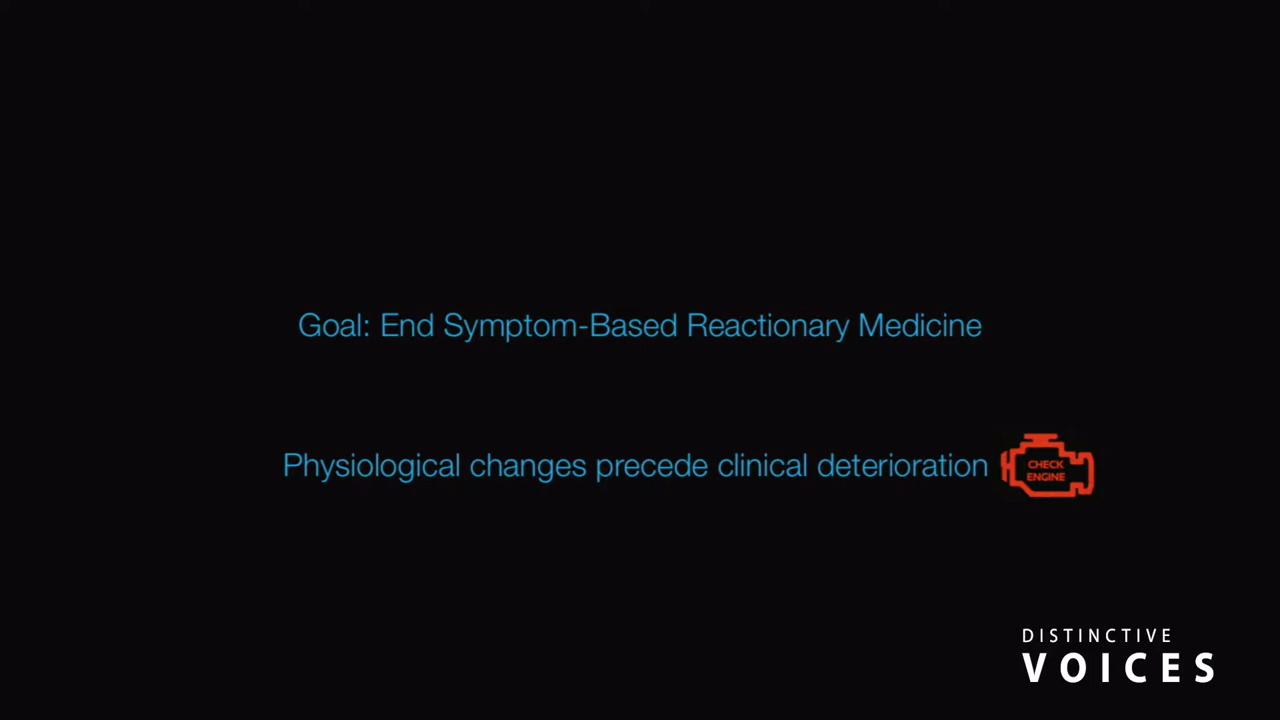 Goal: End Symptom-Based Reactionary Medicine
Physiological changes precede clinical deterioration
CHECK
ENGINE
DISTINCTIVE
VOICES